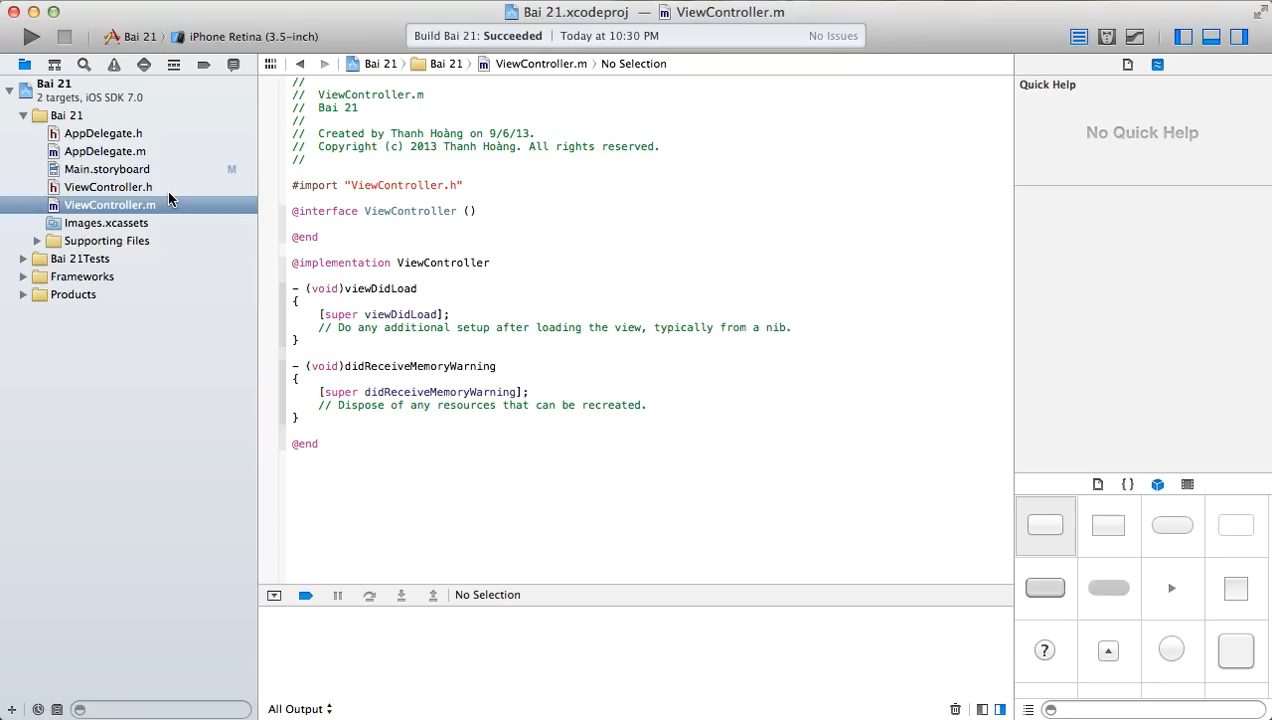 Bai 21.xcodeproj — ViewController.m
Bai 21 iPhone Retina (3.5-inch)
Build Bai 21: Succeeded Today at 10:30 PM No Issues
Bai 21 Bai 21 ViewController.m No Selection
Bai 21
2 targets, iOS SDK 7.0
Bai 21
AppDelegate.h
AppDelegate.m
Main.storyboard M
ViewController.h
ViewController.m
Images.xcassets
Supporting Files
Bai 21Tests
Frameworks
Products
//
// ViewController.m
// Bai 21
//
// Created by Thanh Hoàng on 9/6/13.
// Copyright (c) 2013 Thanh Hoàng. All rights reserved.
//
#import "ViewController.h"
@interface ViewController ()
@end
@implementation ViewController
- (void)viewDidLoad
{
[super viewDidLoad];
// Do any additional setup after loading the view, typically from a nib.
}
- (void)didReceiveMemoryWarning
{
[super didReceiveMemoryWarning];
// Dispose of any resources that can be recreated.
}
@end
No Selection
All Output
Quick Help
No Quick Help